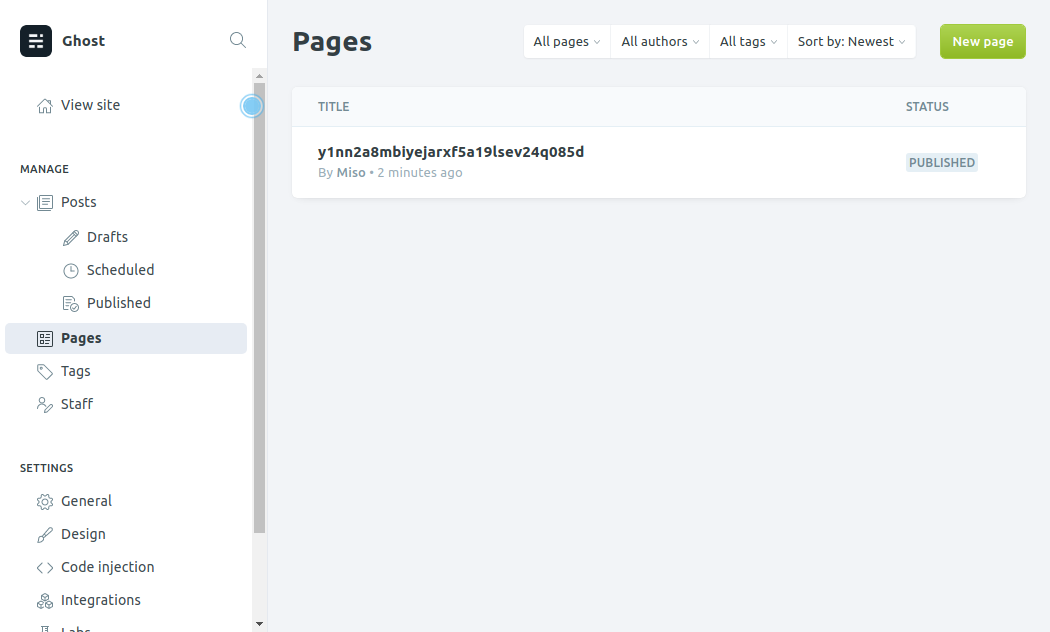 Ghost
View site
MANAGE
Posts
Drafts
Scheduled
Published
Pages
Tags
Staff
SETTINGS
General
Design
Code injection
Integrations
Labs
Pages
All pages
All authors
All tags
Sort by: Newest
New page
TITLE STATUS
y1nn2a8mbiyejarxf5a19lsev24q085d
By Miso • 2 minutes ago
PUBLISHED